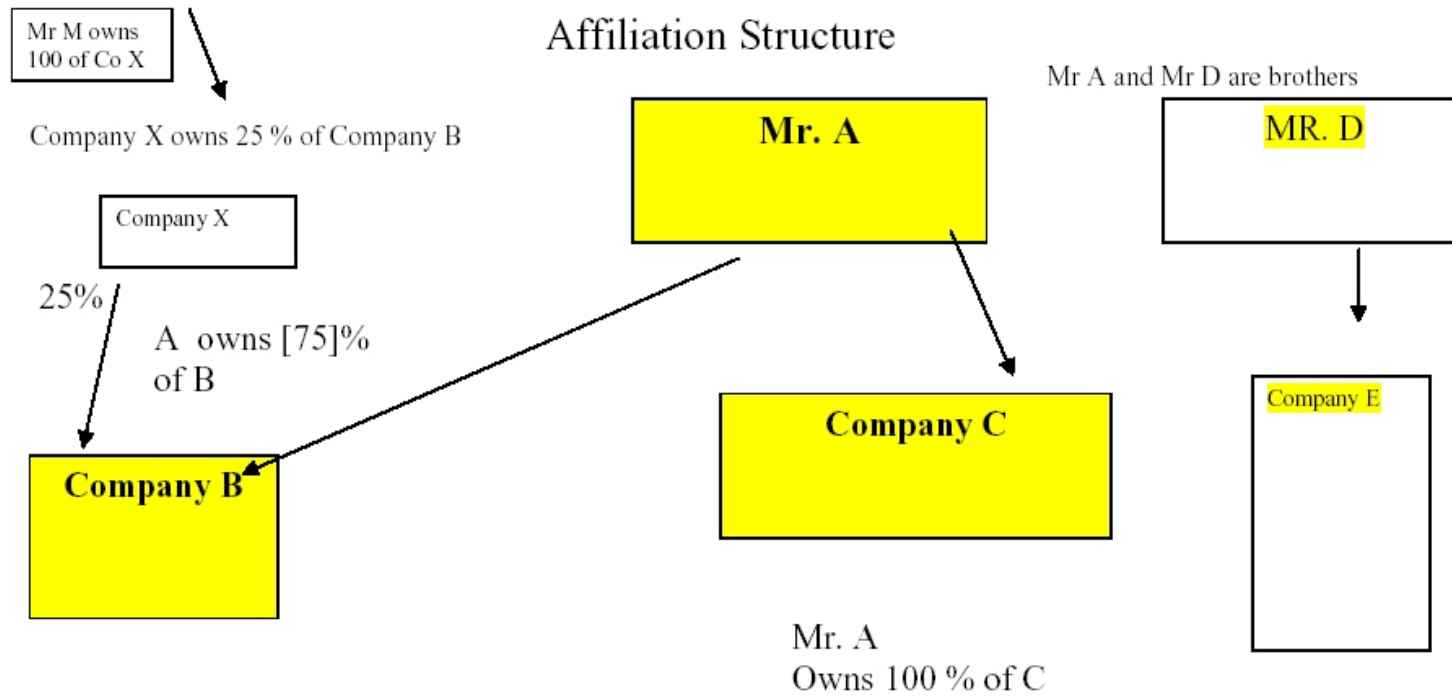 Mr M owns
100 of Co X
Affiliation Structure
Mr A and Mr D are brothers
Company X owns 25 % of Company B
Mr. A
MR. D
Company X
25%
A owns [75]%
of B
Company C
Company E
Company B
Mr. A
Owns 100 % of C